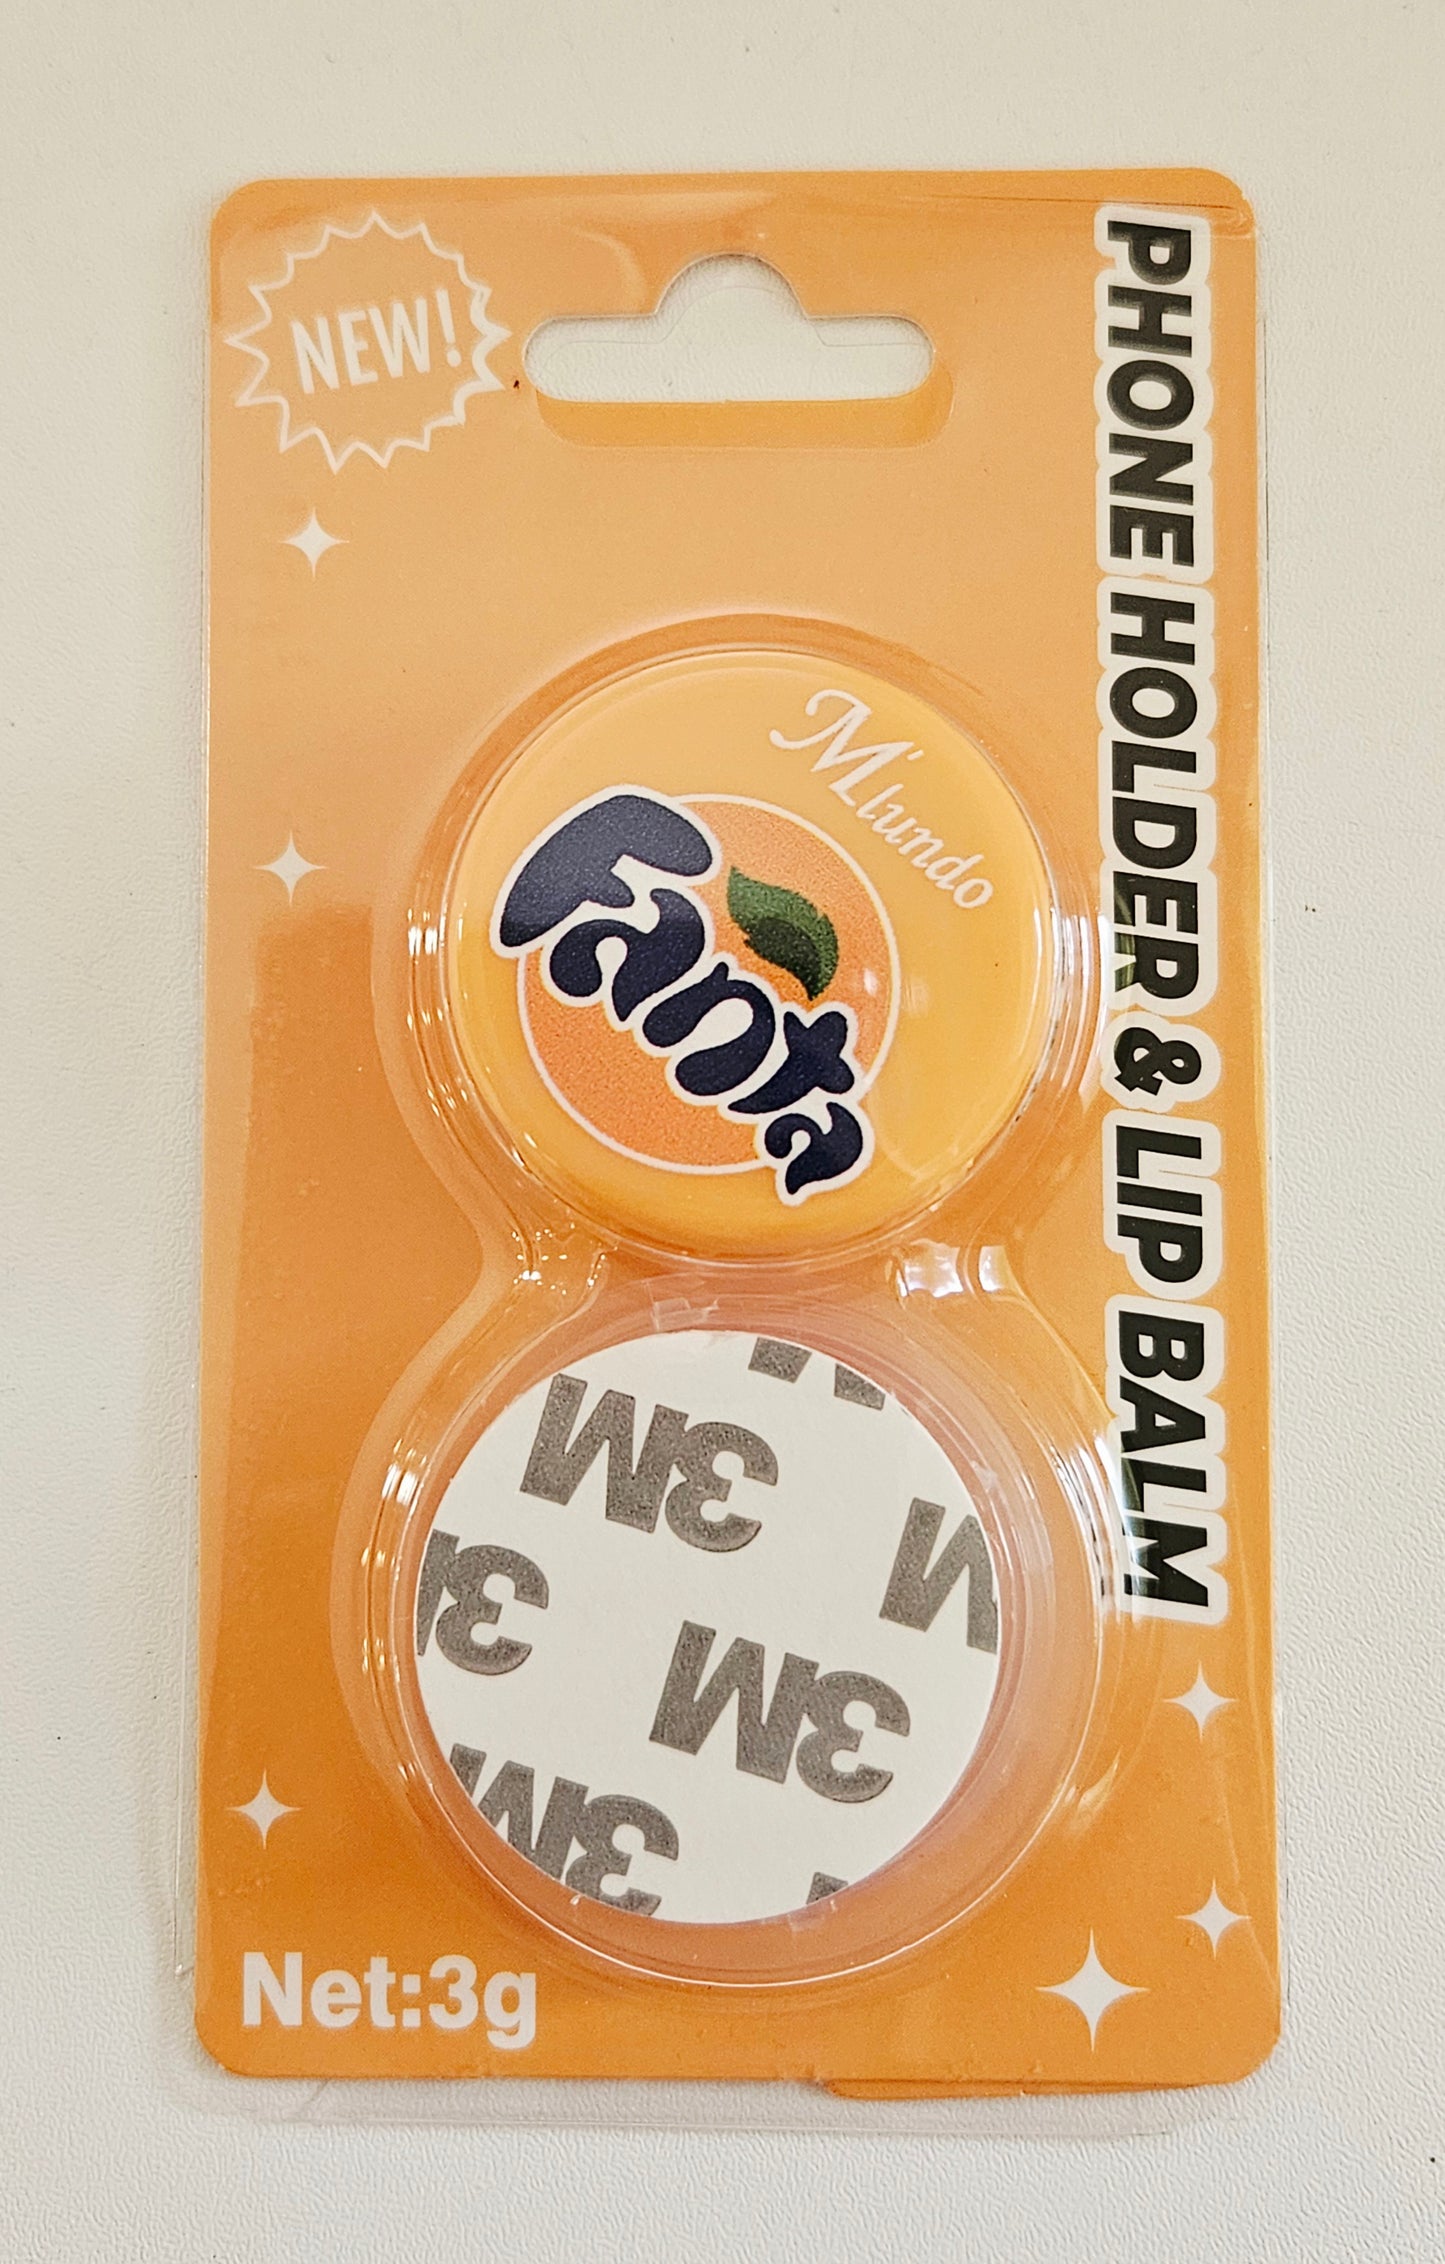 NEW!
PHONE HOLDER & LIP BALM
M'lundo
Fanta
3M
3M
3M
3M
M
Net:3g